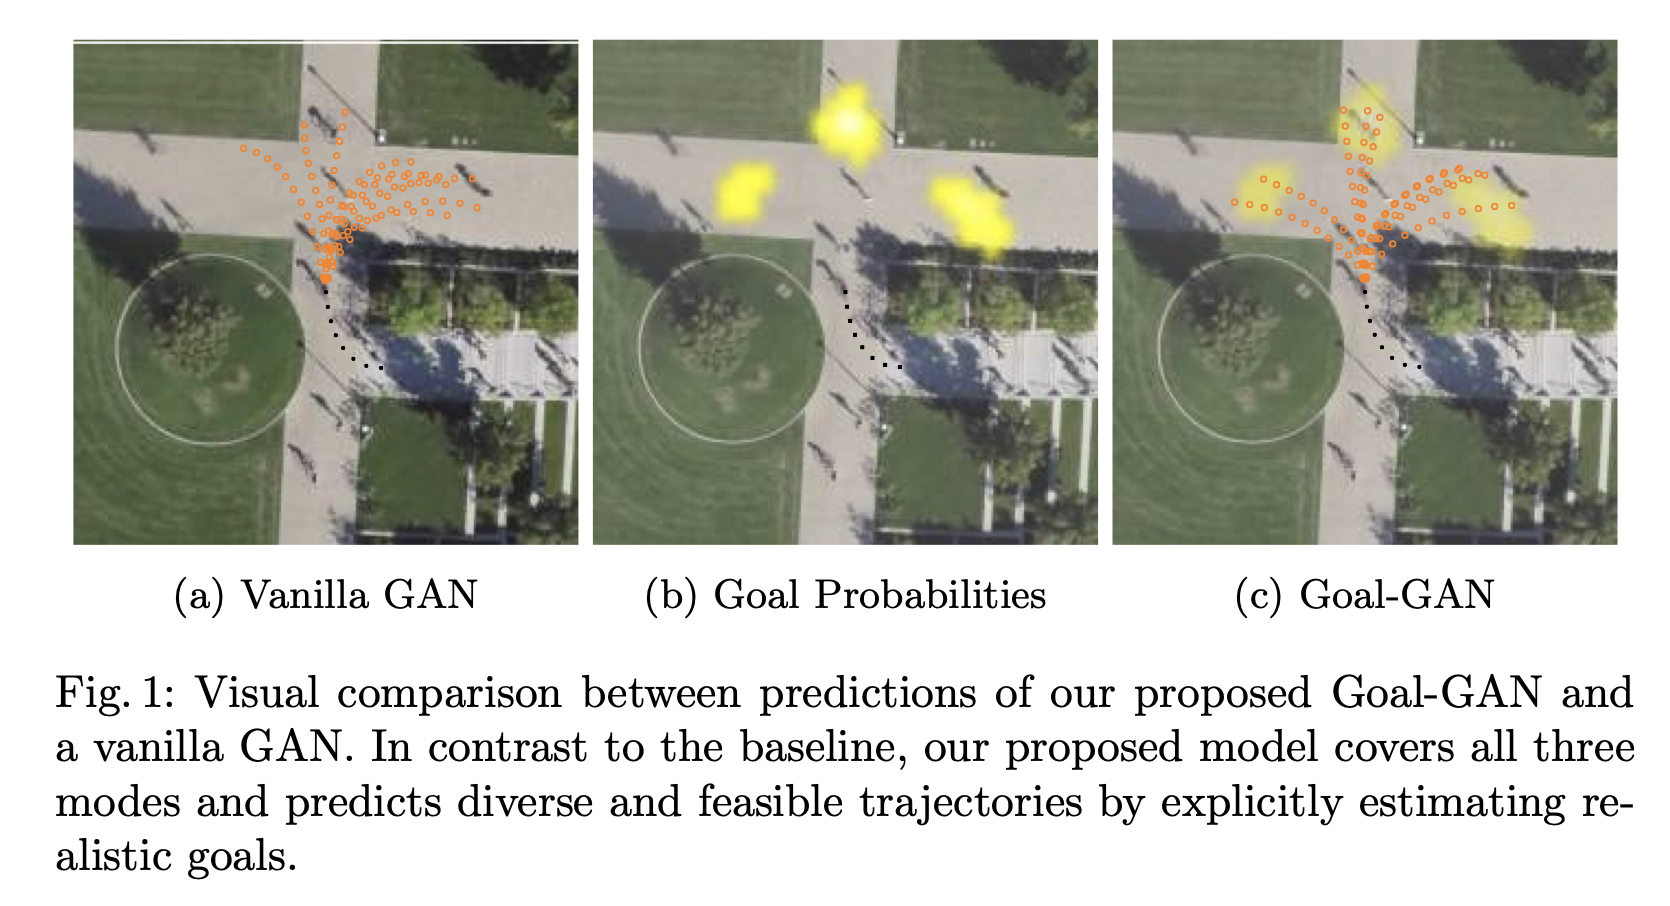 (a) Vanilla GAN
(b) Goal Probabilities
(c) Goal-GAN
Fig. 1: Visual comparison between predictions of our proposed Goal-GAN and
a vanilla GAN. In contrast to the baseline, our proposed model covers all three
modes and predicts diverse and feasible trajectories by explicitly estimating re-
alistic goals.